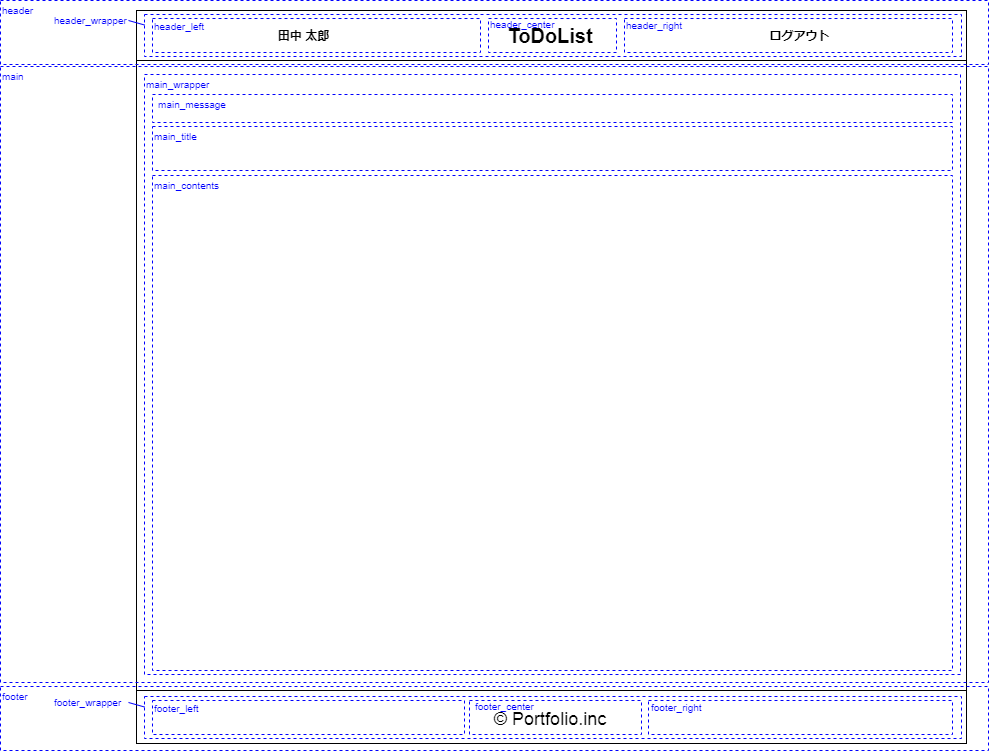 header
header_wrapper
header_left
田中 太郎
header_center
ToDoList
header_right
ログアウト
main
main_wrapper
main_message
main_title
main_contents
footer
footer_wrapper
footer_left
footer_center
© Portfolio.inc
footer_right